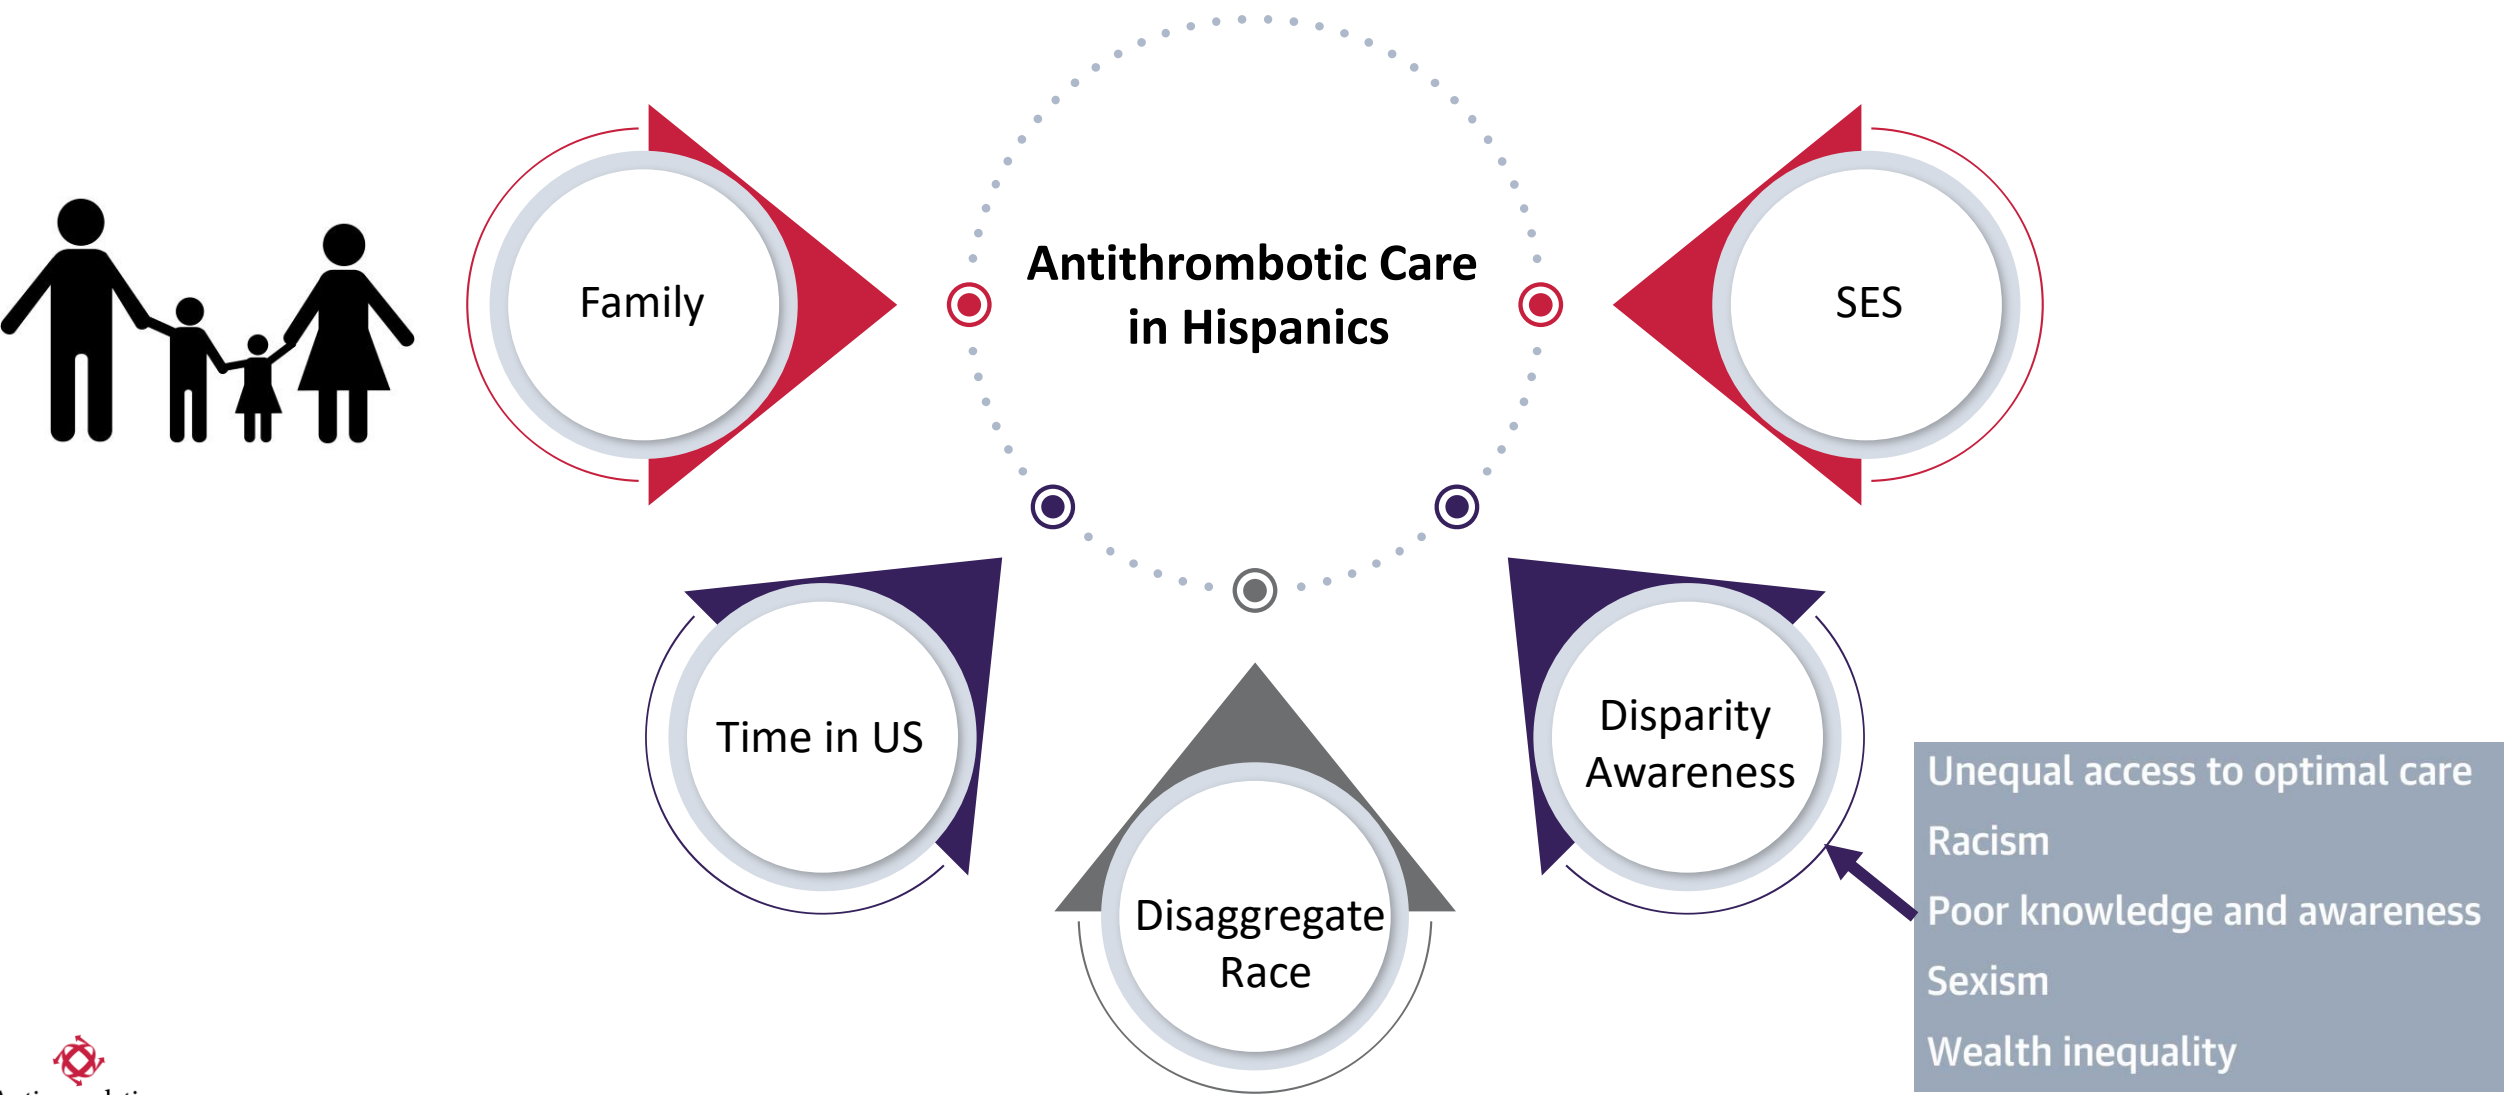 Antithrombotic Care
in Hispanics
Family
SES
Time in US
Disaggregate
Race
Disparity
Awareness
Unequal access to optimal care
Racism
Poor knowledge and awareness
Sexism
Wealth inequality